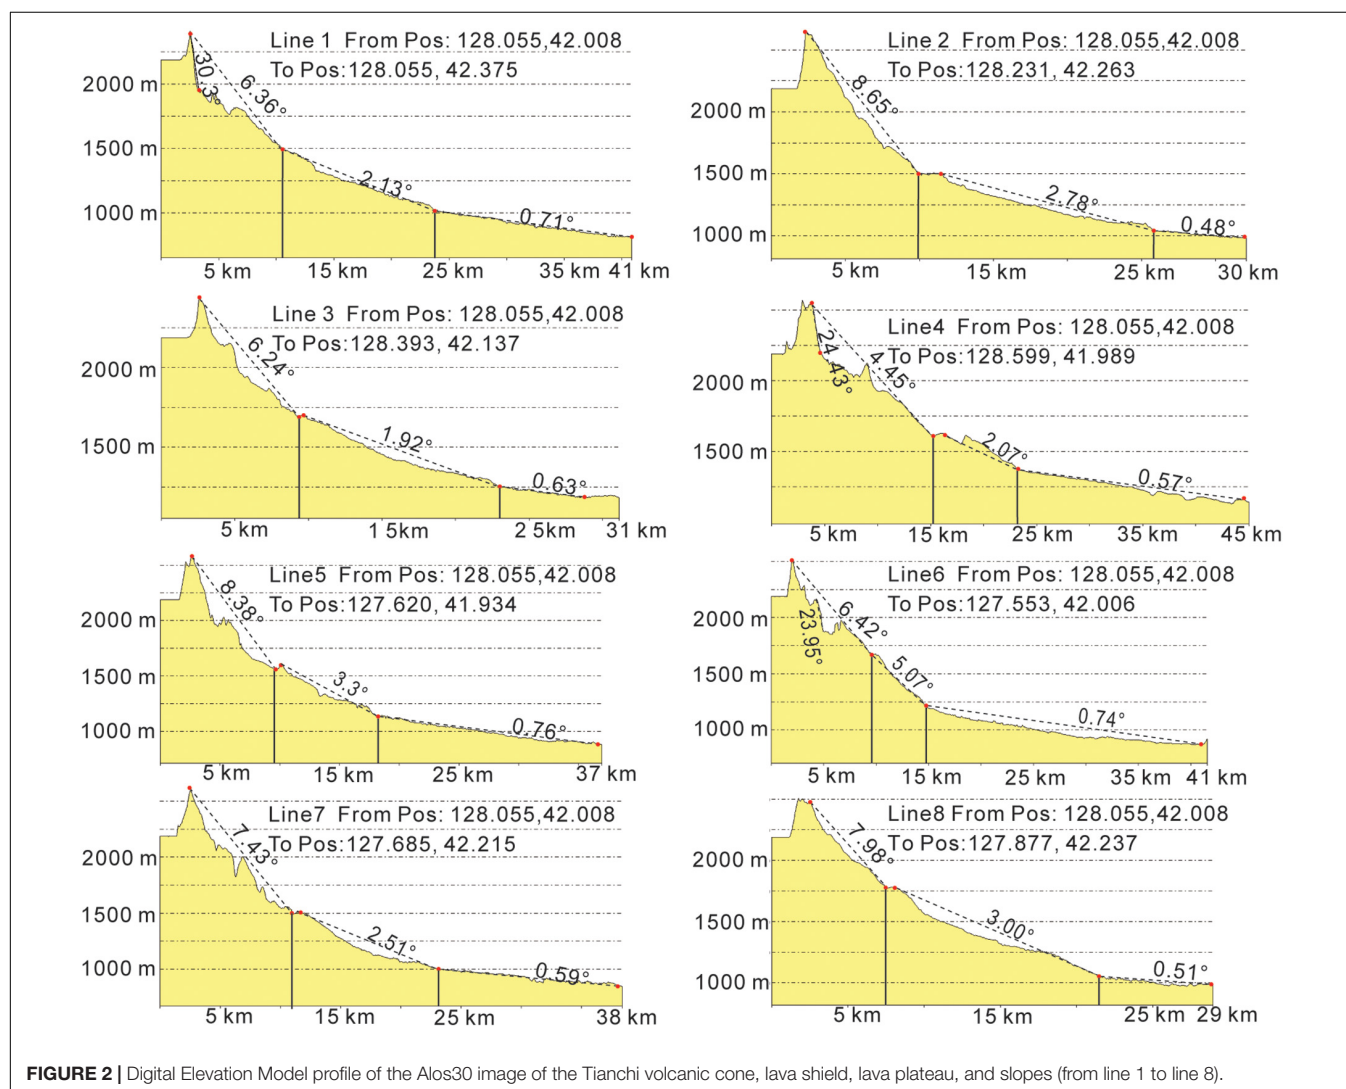 Line 1 From Pos: 128.055,42.008
To Pos:128.055, 42.375
30.3°
6.36°
2.13°
0.71°
2000 m
1500 m
1000 m
5 km 15 km 25 km 35 km 41 km
Line 2 From Pos: 128.055,42.008
To Pos:128.231, 42.263
8.65°
2.78°
0.48°
2000 m
1500 m
1000 m
5 km 15 km 25 km 30 km
Line 3 From Pos: 128.055,42.008
To Pos:128.393, 42.137
6.24°
1.92°
0.63°
2000 m
1500 m
5 km 15 km 2 5 km 31 km
Line4 From Pos: 128.055,42.008
To Pos:128.599, 41.989
24.43°
4.45°
2.07°
0.57°
2000 m
1500 m
5 km 15 km 25 km 35 km 45 km
Line5 From Pos: 128.055,42.008
To Pos:127.620, 41.934
8.38°
3.3°
0.76°
2000 m
1500 m
1000 m
5 km 15 km 25 km 37 km
Line6 From Pos: 128.055,42.008
To Pos:127.553, 42.006
23.95°
6.42°
5.07°
0.74°
2000 m
1500 m
1000 m
5 km 15 km 25 km 35 km 41 km
Line7 From Pos: 128.055,42.008
To Pos:127.685, 42.215
7.43°
2.51°
0.59°
2000 m
1500 m
1000 m
5 km 15 km 25 km 38 km
Line8 From Pos: 128.055,42.008
To Pos:127.877, 42.237
7.98°
3.00°
0.51°
2000 m
1500 m
1000 m
5 km 15 km 25 km 29 km
FIGURE 2 | Digital Elevation Model profile of the Alos30 image of the Tianchi volcanic cone, lava shield, lava plateau, and slopes (from line 1 to line 8).